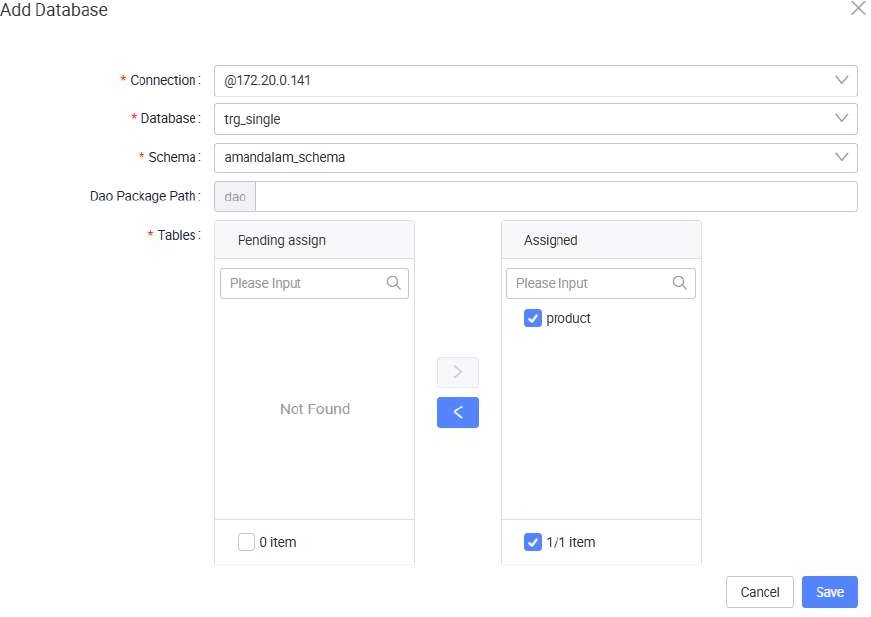 Add Database
* Connection: @172.20.0.141
* Database: trg_single
* Schema: amandalam_schema
Dao Package Path: dao
* Tables: Pending assign Assigned
Please Input Please Input
product
Not Found
0 item 1/1 item
Cancel Save